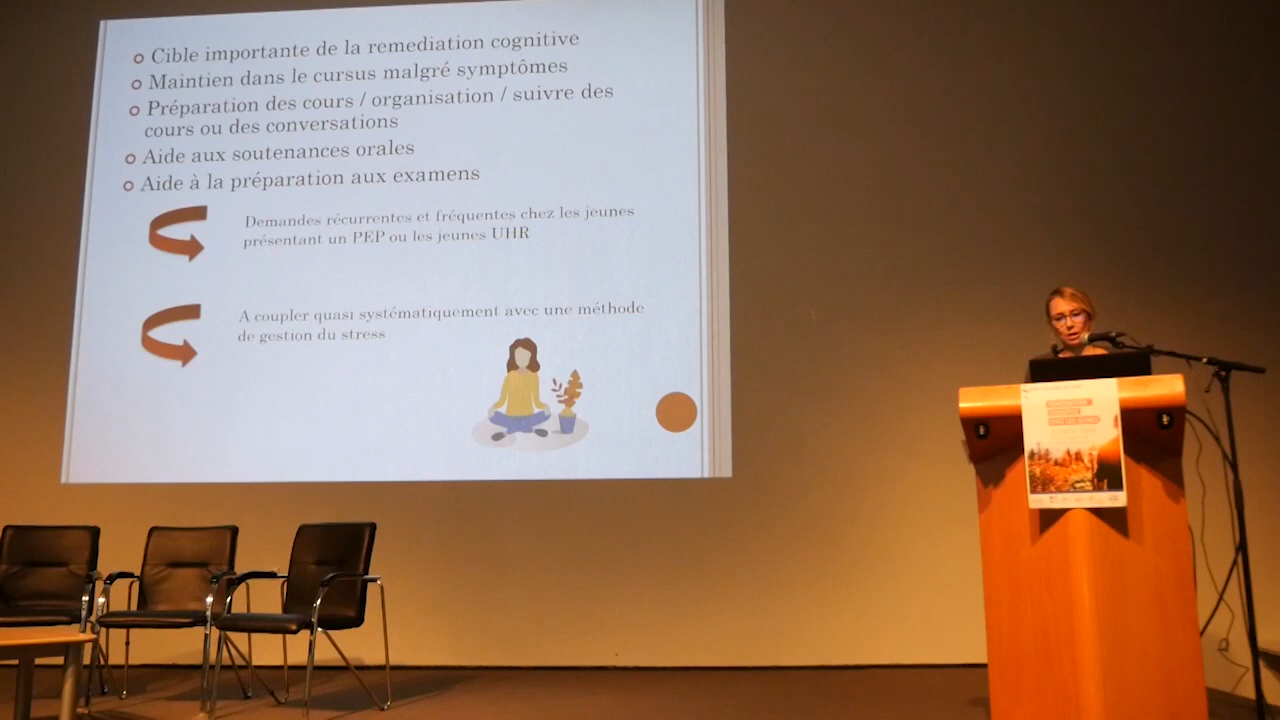 Cible importante de la remediation cognitive
Maintien dans le cursus malgré symptômes
Préparation des cours / organisation / suivre des
cours ou des conversations
Aide aux soutenances orales
Aide à la préparation aux examens
Demandes récurrentes et fréquentes chez les jeunes
présentant un PEP ou les jeunes UHR
A coupler quasi systématiquement avec une méthode
de gestion du stress